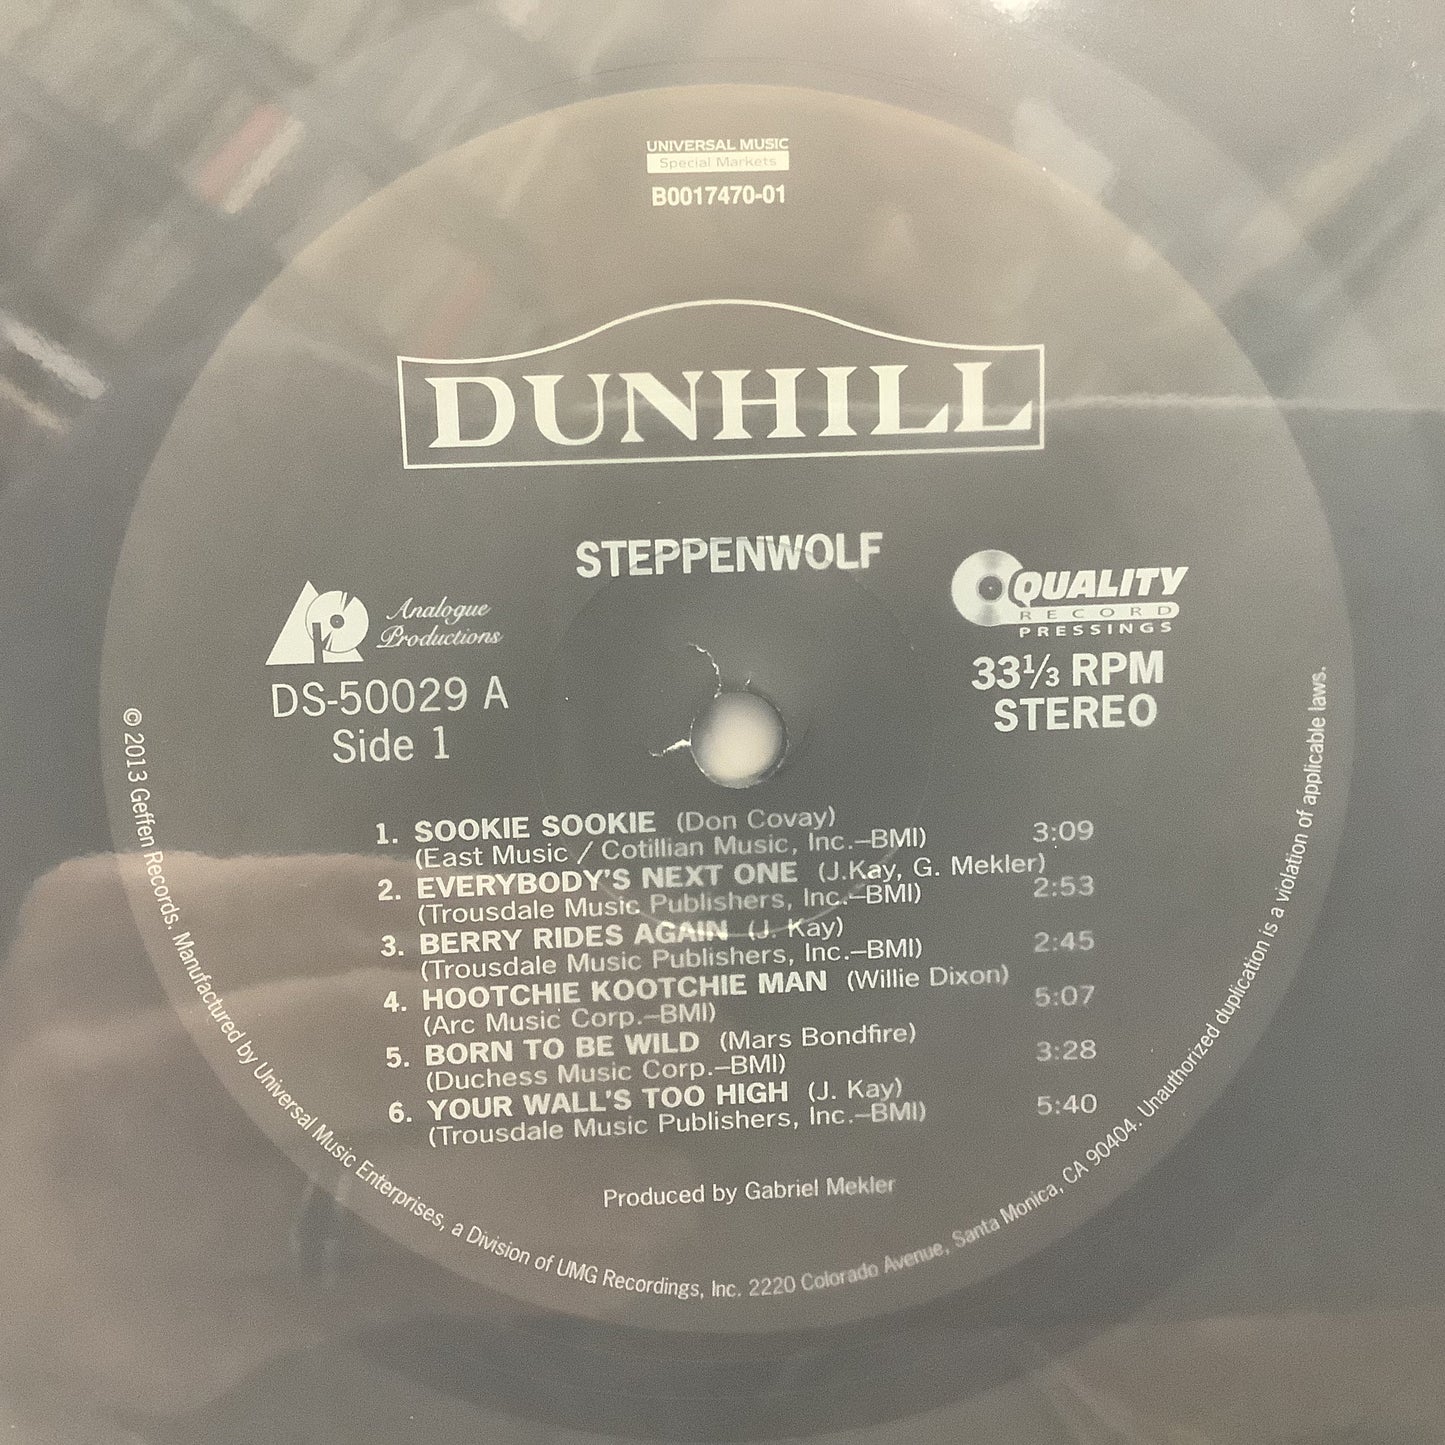 UNIVERSAL MUSIC
Special Markets
B0017470-01
DUNHILL
STEPPENWOLF
Analogue
Productions
DS-50029 A
Side 1
QUALITY
RECORD
PRESSINGS
33⅓ RPM
STEREO
1. SOOKIE SOOKIE (Don Covay) 3:09
(East Music / Cotillian Music, Inc.–BMI)
2. EVERYBODY'S NEXT ONE (J.Kay, G. Mekler) 2:53
(Trousdale Music Publishers, Inc.–BMI)
3. BERRY RIDES AGAIN (J. Kay) 2:45
(Trousdale Music Publishers, Inc.–BMI)
4. HOOTCHIE KOOTCHIE MAN (Willie Dixon) 5:07
(Arc Music Corp.–BMI)
5. BORN TO BE WILD (Mars Bondfire) 3:28
(Duchess Music Corp.–BMI)
6. YOUR WALL'S TOO HIGH (J. Kay) 5:40
(Trousdale Music Publishers, Inc.–BMI)
Produced by Gabriel Mekler
© 2013 Geffen Records. Manufactured by Universal Music Enterprises, a Division of UMG Recordings, Inc. 2220 Colorado Avenue, Santa Monica, CA 90404. Unauthorized duplication is a violation of applicable laws.